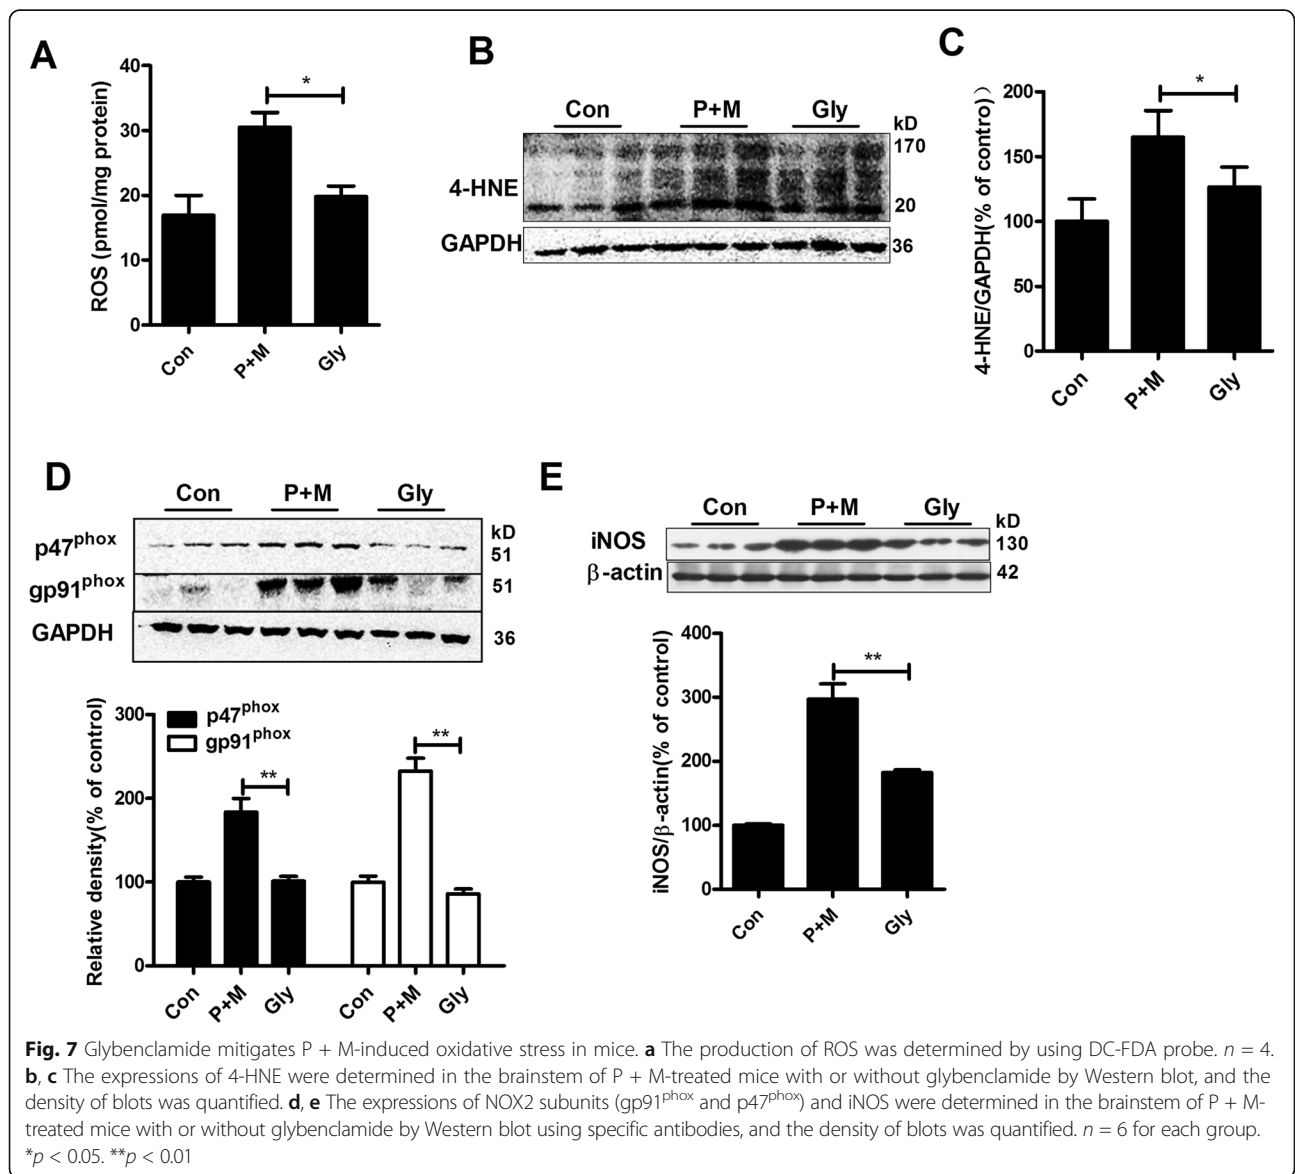 A
ROS (pmol/mg protein)
40
30
20
10
0
*
Con
P+M
Gly
B
Con P+M Gly
kD
170
4-HNE
20
GAPDH
36
C
4-HNE/GAPDH(% of control)）
200
150
100
50
0
*
Con
P+M
Gly
D
Con P+M Gly
kD
p47phox
51
gp91phox
51
GAPDH
36
Relative density(% of control)
300
200
100
0
p47phox
gp91phox
**
**
Con
P+M
Gly
Con
P+M
Gly
E
Con P+M Gly
kD
iNOS
130
β-actin
42
iNOS/β-actin(% of control)
400
300
200
100
0
**
Con
P+M
Gly
Fig. 7 Glybenclamide mitigates P + M-induced oxidative stress in mice. a The production of ROS was determined by using DC-FDA probe. n = 4.
b, c The expressions of 4-HNE were determined in the brainstem of P + M-treated mice with or without glybenclamide by Western blot, and the
density of blots was quantified. d, e The expressions of NOX2 subunits (gp91phox and p47phox) and iNOS were determined in the brainstem of P + M-
treated mice with or without glybenclamide by Western blot using specific antibodies, and the density of blots was quantified. n = 6 for each group.
*p < 0.05. **p < 0.01